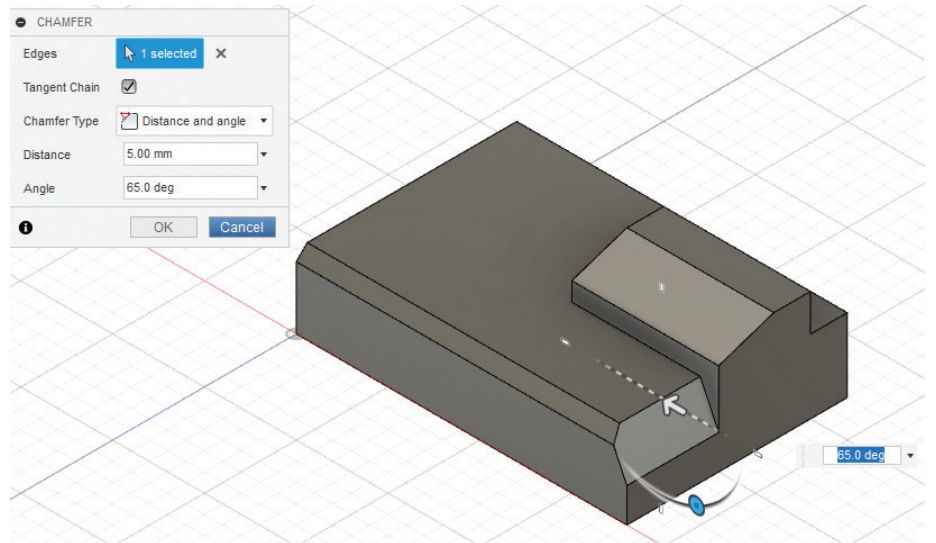 CHAMFER
Edges 1 selected
Tangent Chain
Chamfer Type Distance and angle
Distance 5.00 mm
Angle 65.0 deg
OK Cancel
65.0 deg